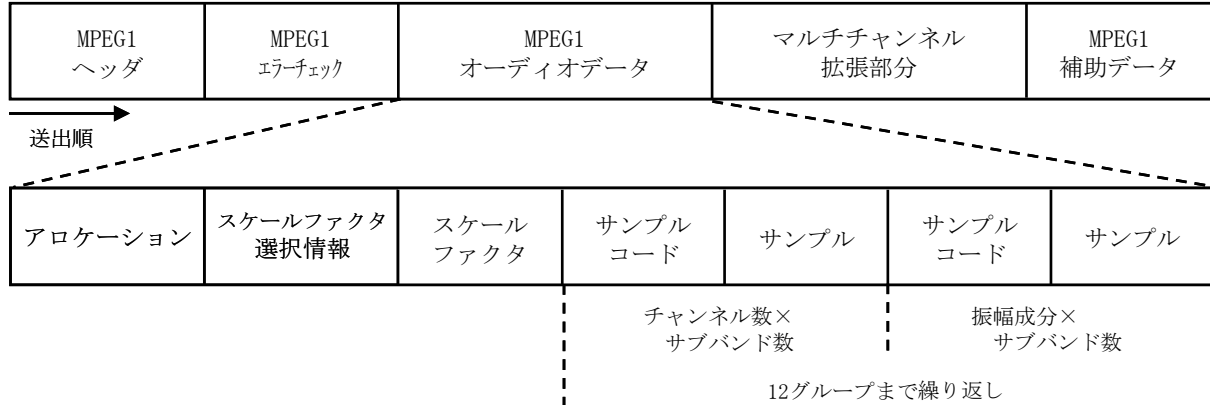 MPEG1
ヘッダ
MPEG1
エラーチェック
MPEG1
オーディオデータ
マルチチャンネル
拡張部分
MPEG1
補助データ
送出順
アロケーション
スケールファクタ
選択情報
スケール
ファクタ
サンプル
コード
サンプル
サンプル
コード
サンプル
チャンネル数×
サブバンド数
振幅成分×
サブバンド数
12グループまで繰り返し